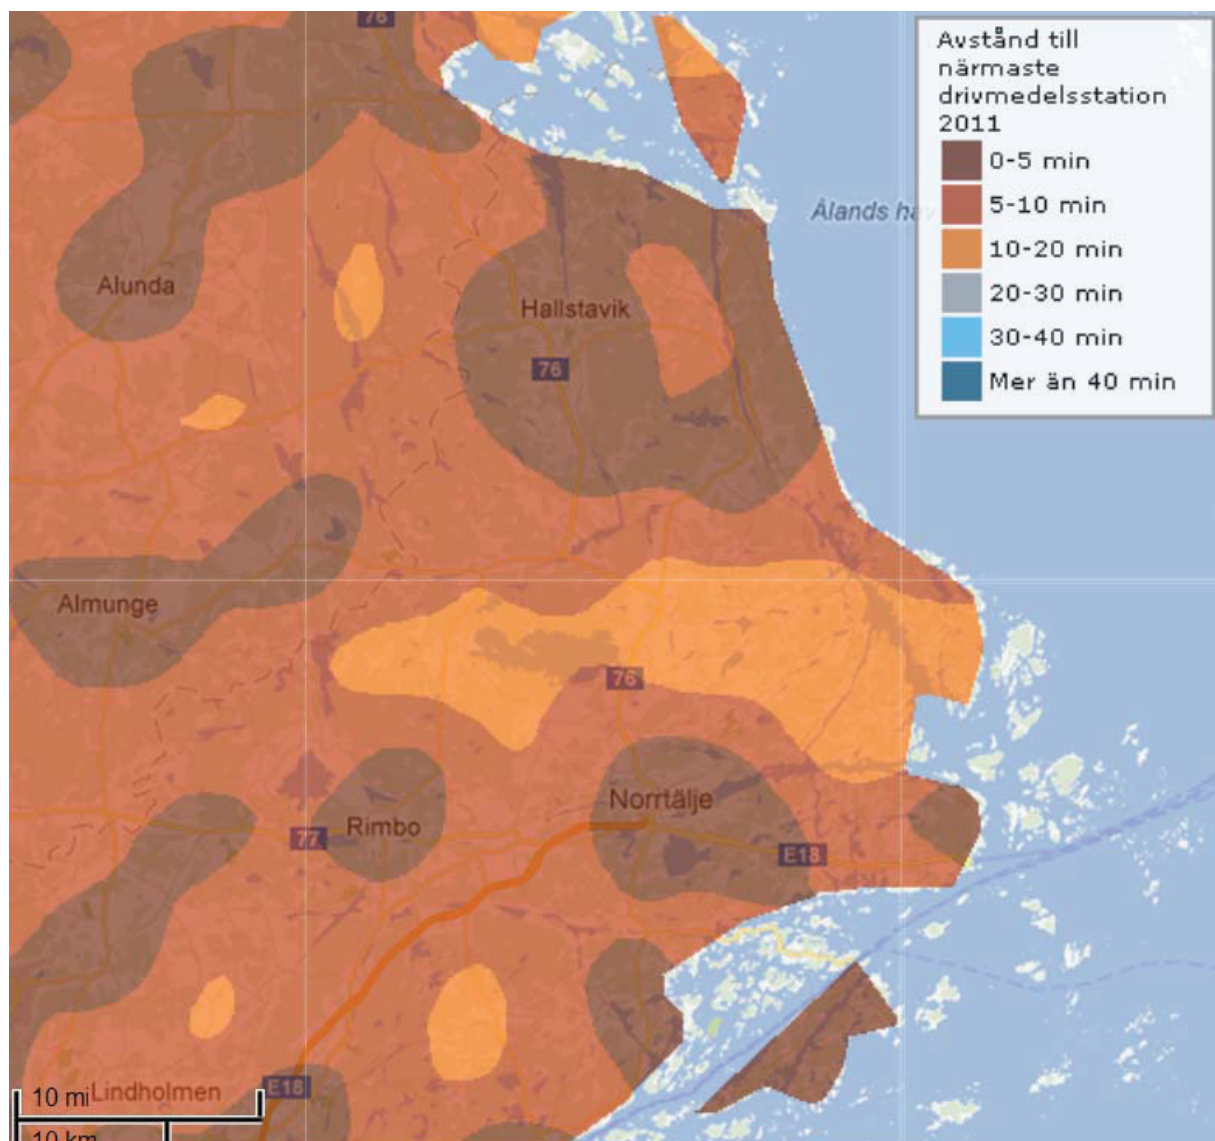 76
Avstånd till
närmaste
drivmedelsstation
2011
0-5 min
5-10 min
10-20 min
20-30 min
30-40 min
Mer än 40 min
Ålands hav
Alunda
Hallstavik
76
Almunge
76
Norrtälje
Rimbo
77
E18
E18
Lindholmen
10 mi
10 km